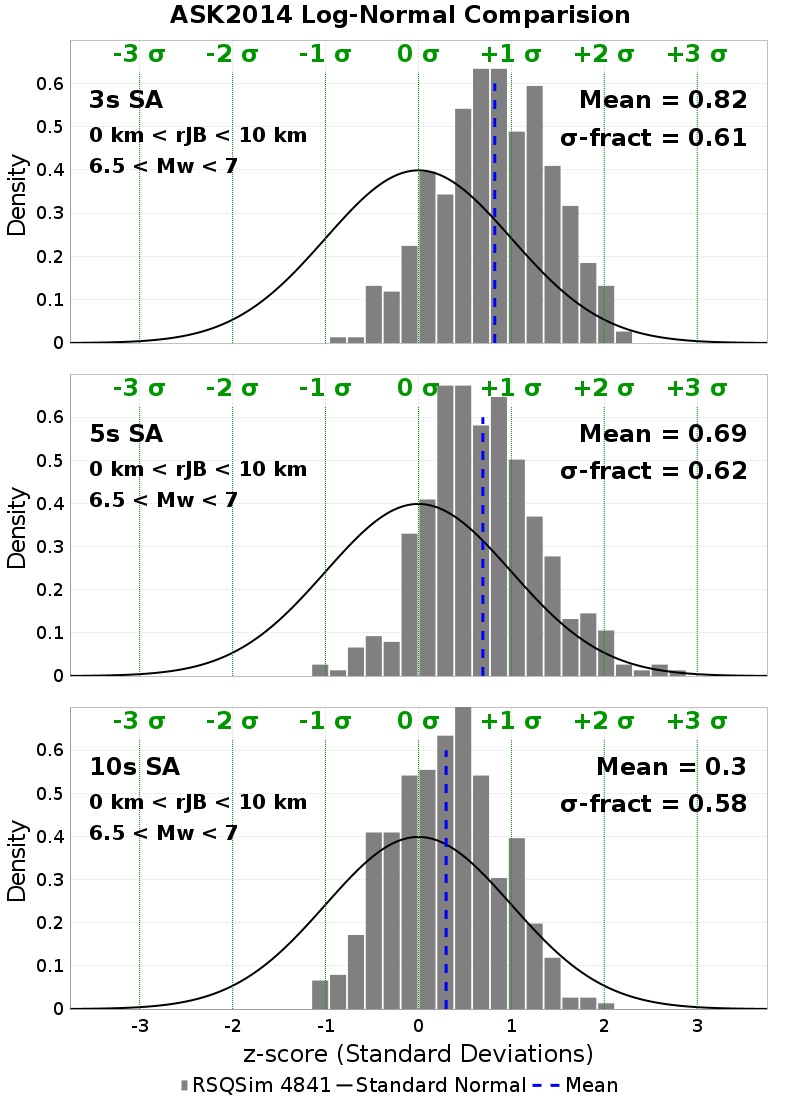 ASK2014 Log-Normal Comparision
-3 σ -2 σ -1 σ 0 σ +1 σ +2 σ +3 σ
3s SA
0 km < rJB < 10 km
6.5 < Mw < 7
Mean = 0.82
σ-fract = 0.61
Density
0.6
0.5
0.4
0.3
0.2
0.1
0
-3 σ -2 σ -1 σ 0 σ +1 σ +2 σ +3 σ
5s SA
0 km < rJB < 10 km
6.5 < Mw < 7
Mean = 0.69
σ-fract = 0.62
Density
0.6
0.5
0.4
0.3
0.2
0.1
0
-3 σ -2 σ -1 σ 0 σ +1 σ +2 σ +3 σ
10s SA
0 km < rJB < 10 km
6.5 < Mw < 7
Mean = 0.3
σ-fract = 0.58
Density
0.6
0.5
0.4
0.3
0.2
0.1
0
-3 -2 -1 0 1 2 3
z-score (Standard Deviations)
RSQSim 4841 Standard Normal Mean